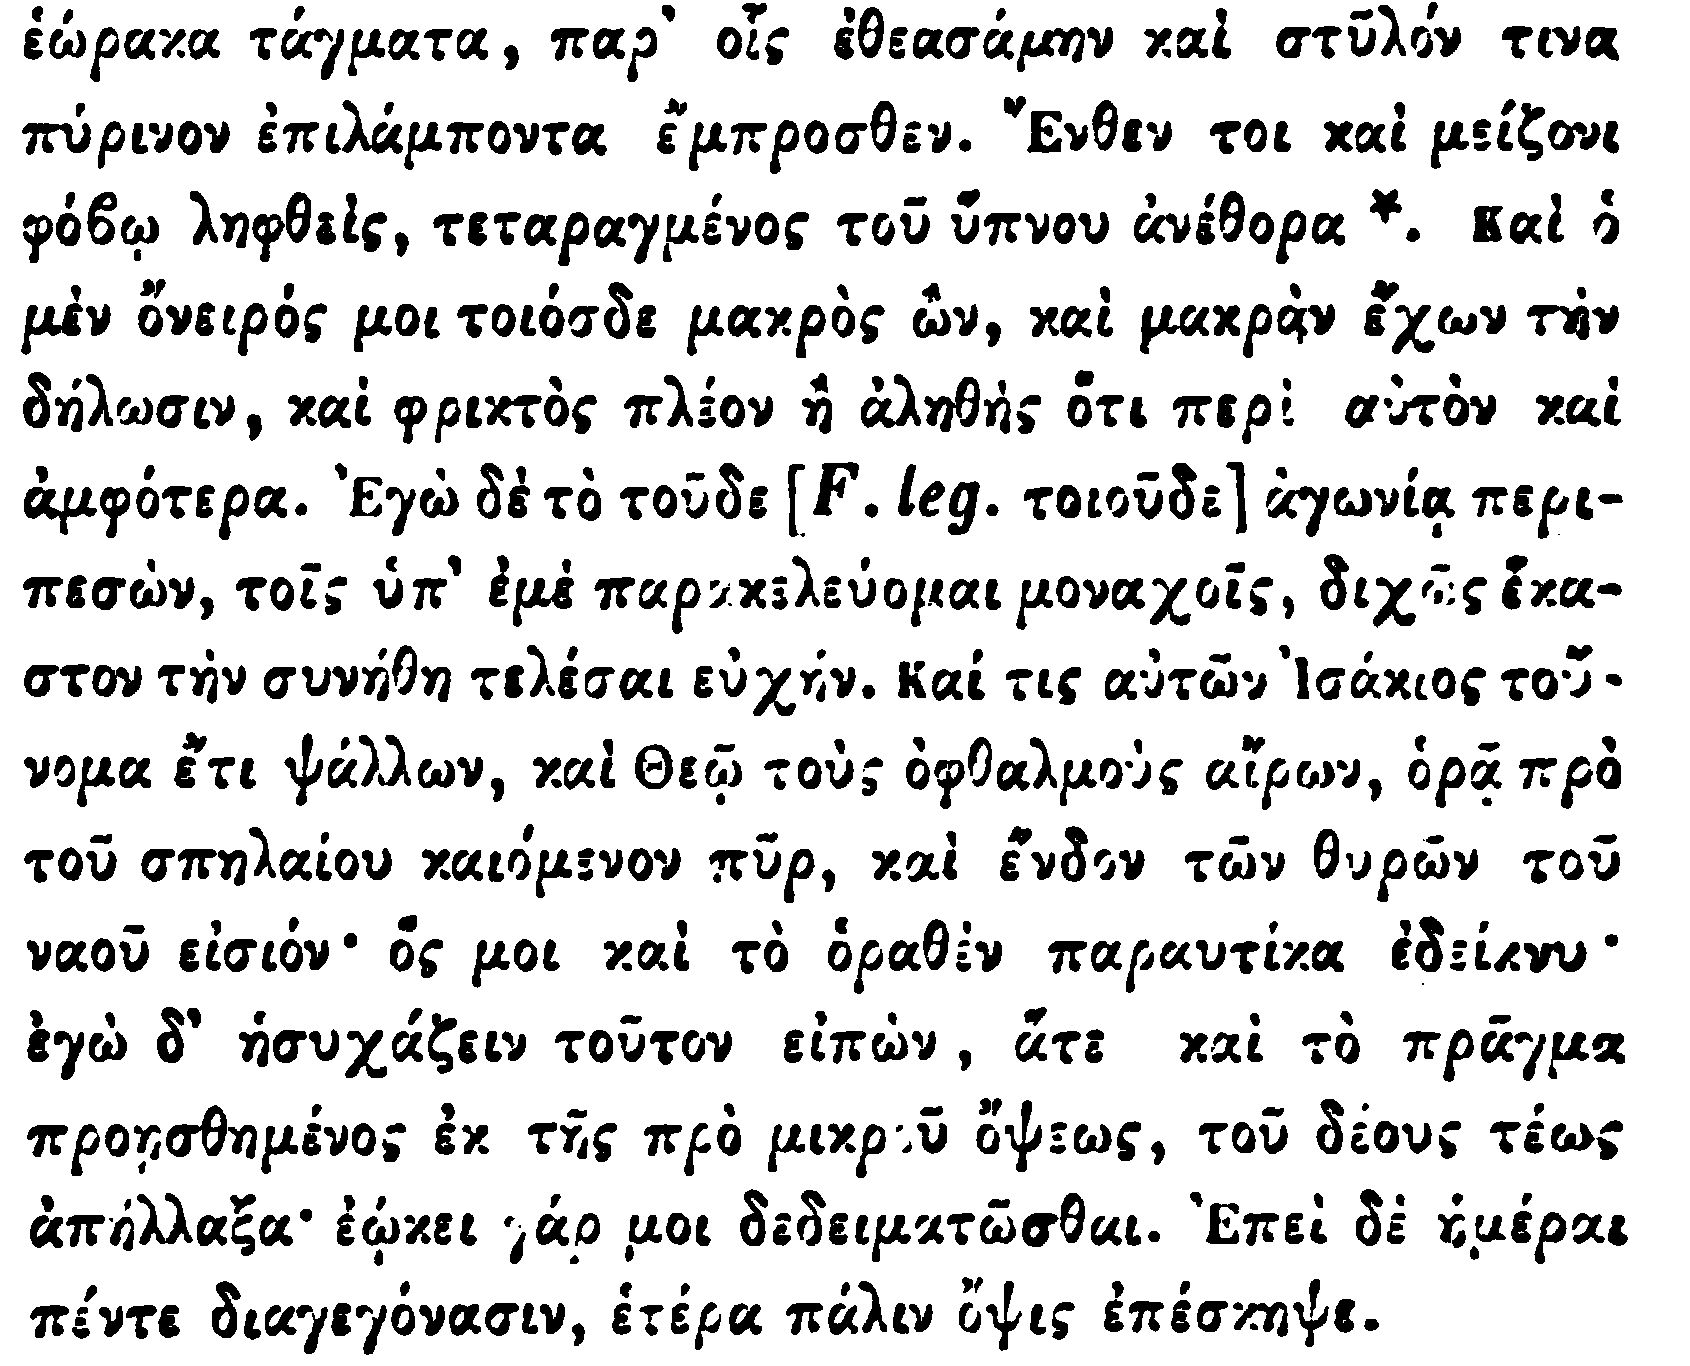 ἑώρακα τάγματα, παρ' οἷς ἐθεασάμην καὶ στῦλόν τινα
πύρινον ἐπιλάμποντα ἔμπροσθεν. Ἔνθεν τοι καὶ μείζονι
φόβῳ ληφθεὶς, τεταραγμένος τοῦ ὕπνου ἀνέθορα *. Καὶ ὁ
μὲν ὄνειρός μοι τοιόσδε μακρὸς ὢν, καὶ μακρὰν ἔχων τὴν
δήλωσιν, καὶ φρικτὸς πλέον ἢ ἀληθὴς ὅτι περὶ αὐτὸν καὶ
ἀμφότερα. Ἐγὼ δὲ τὸ τοῦδε [F. leg. τοιοῦδε] ἀγωνίᾳ περι-
πεσὼν, τοῖς ὑπ' ἐμὲ παρακελεύομαι μοναχοῖς, διχῶς ἕκα-
στον τὴν συνήθη τελέσαι εὐχήν. Καί τις αὐτῶν Ἰσάκιος τοὔ-
νομα ἔτι ψάλλων, καὶ Θεῷ τοὺς ὀφθαλμοὺς αἴρων, ὁρᾷ πρὸ
τοῦ σπηλαίου καιόμενον πῦρ, καὶ ἔνδον τῶν θυρῶν τοῦ
ναοῦ εἰσιόν· ὅς μοι καὶ τὸ ὁραθὲν παραυτίκα ἐδείκνυ·
ἐγὼ δ' ἡσυχάζειν τοῦτον εἰπὼν, ἅτε καὶ τὸ πρᾶγμα
προῃσθημένος ἐκ τῆς πρὸ μικροῦ ὄψεως, τοῦ δέους τέως
ἀπήλλαξα· ἐῴκει γάρ μοι δεδειματῶσθαι. Ἐπεὶ δὲ ἡμέραι
πέντε διαγεγόνασιν, ἑτέρα πάλιν ὄψις ἐπέσκηψε.